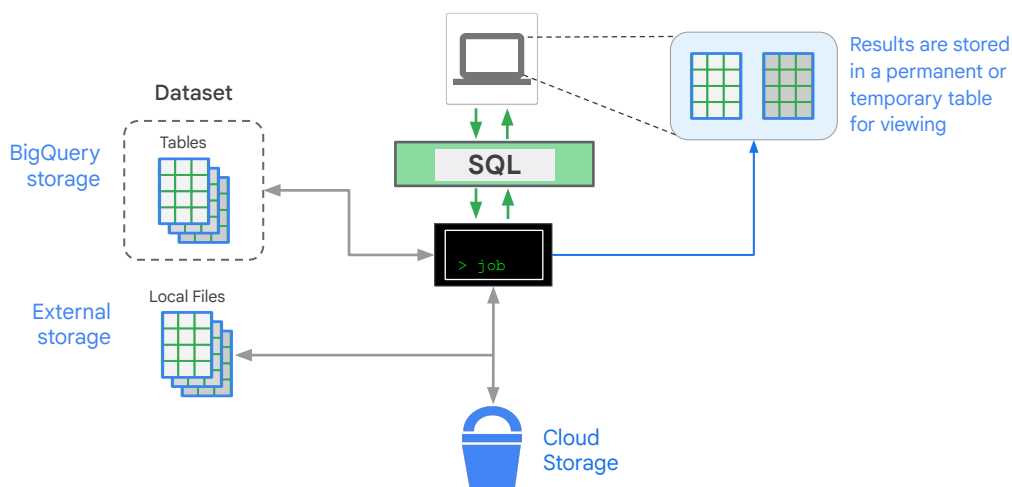 Results are stored
in a permanent or
temporary table
for viewing
Dataset
BigQuery
storage
Tables
SQL
> job
External
storage
Local Files
Cloud
Storage